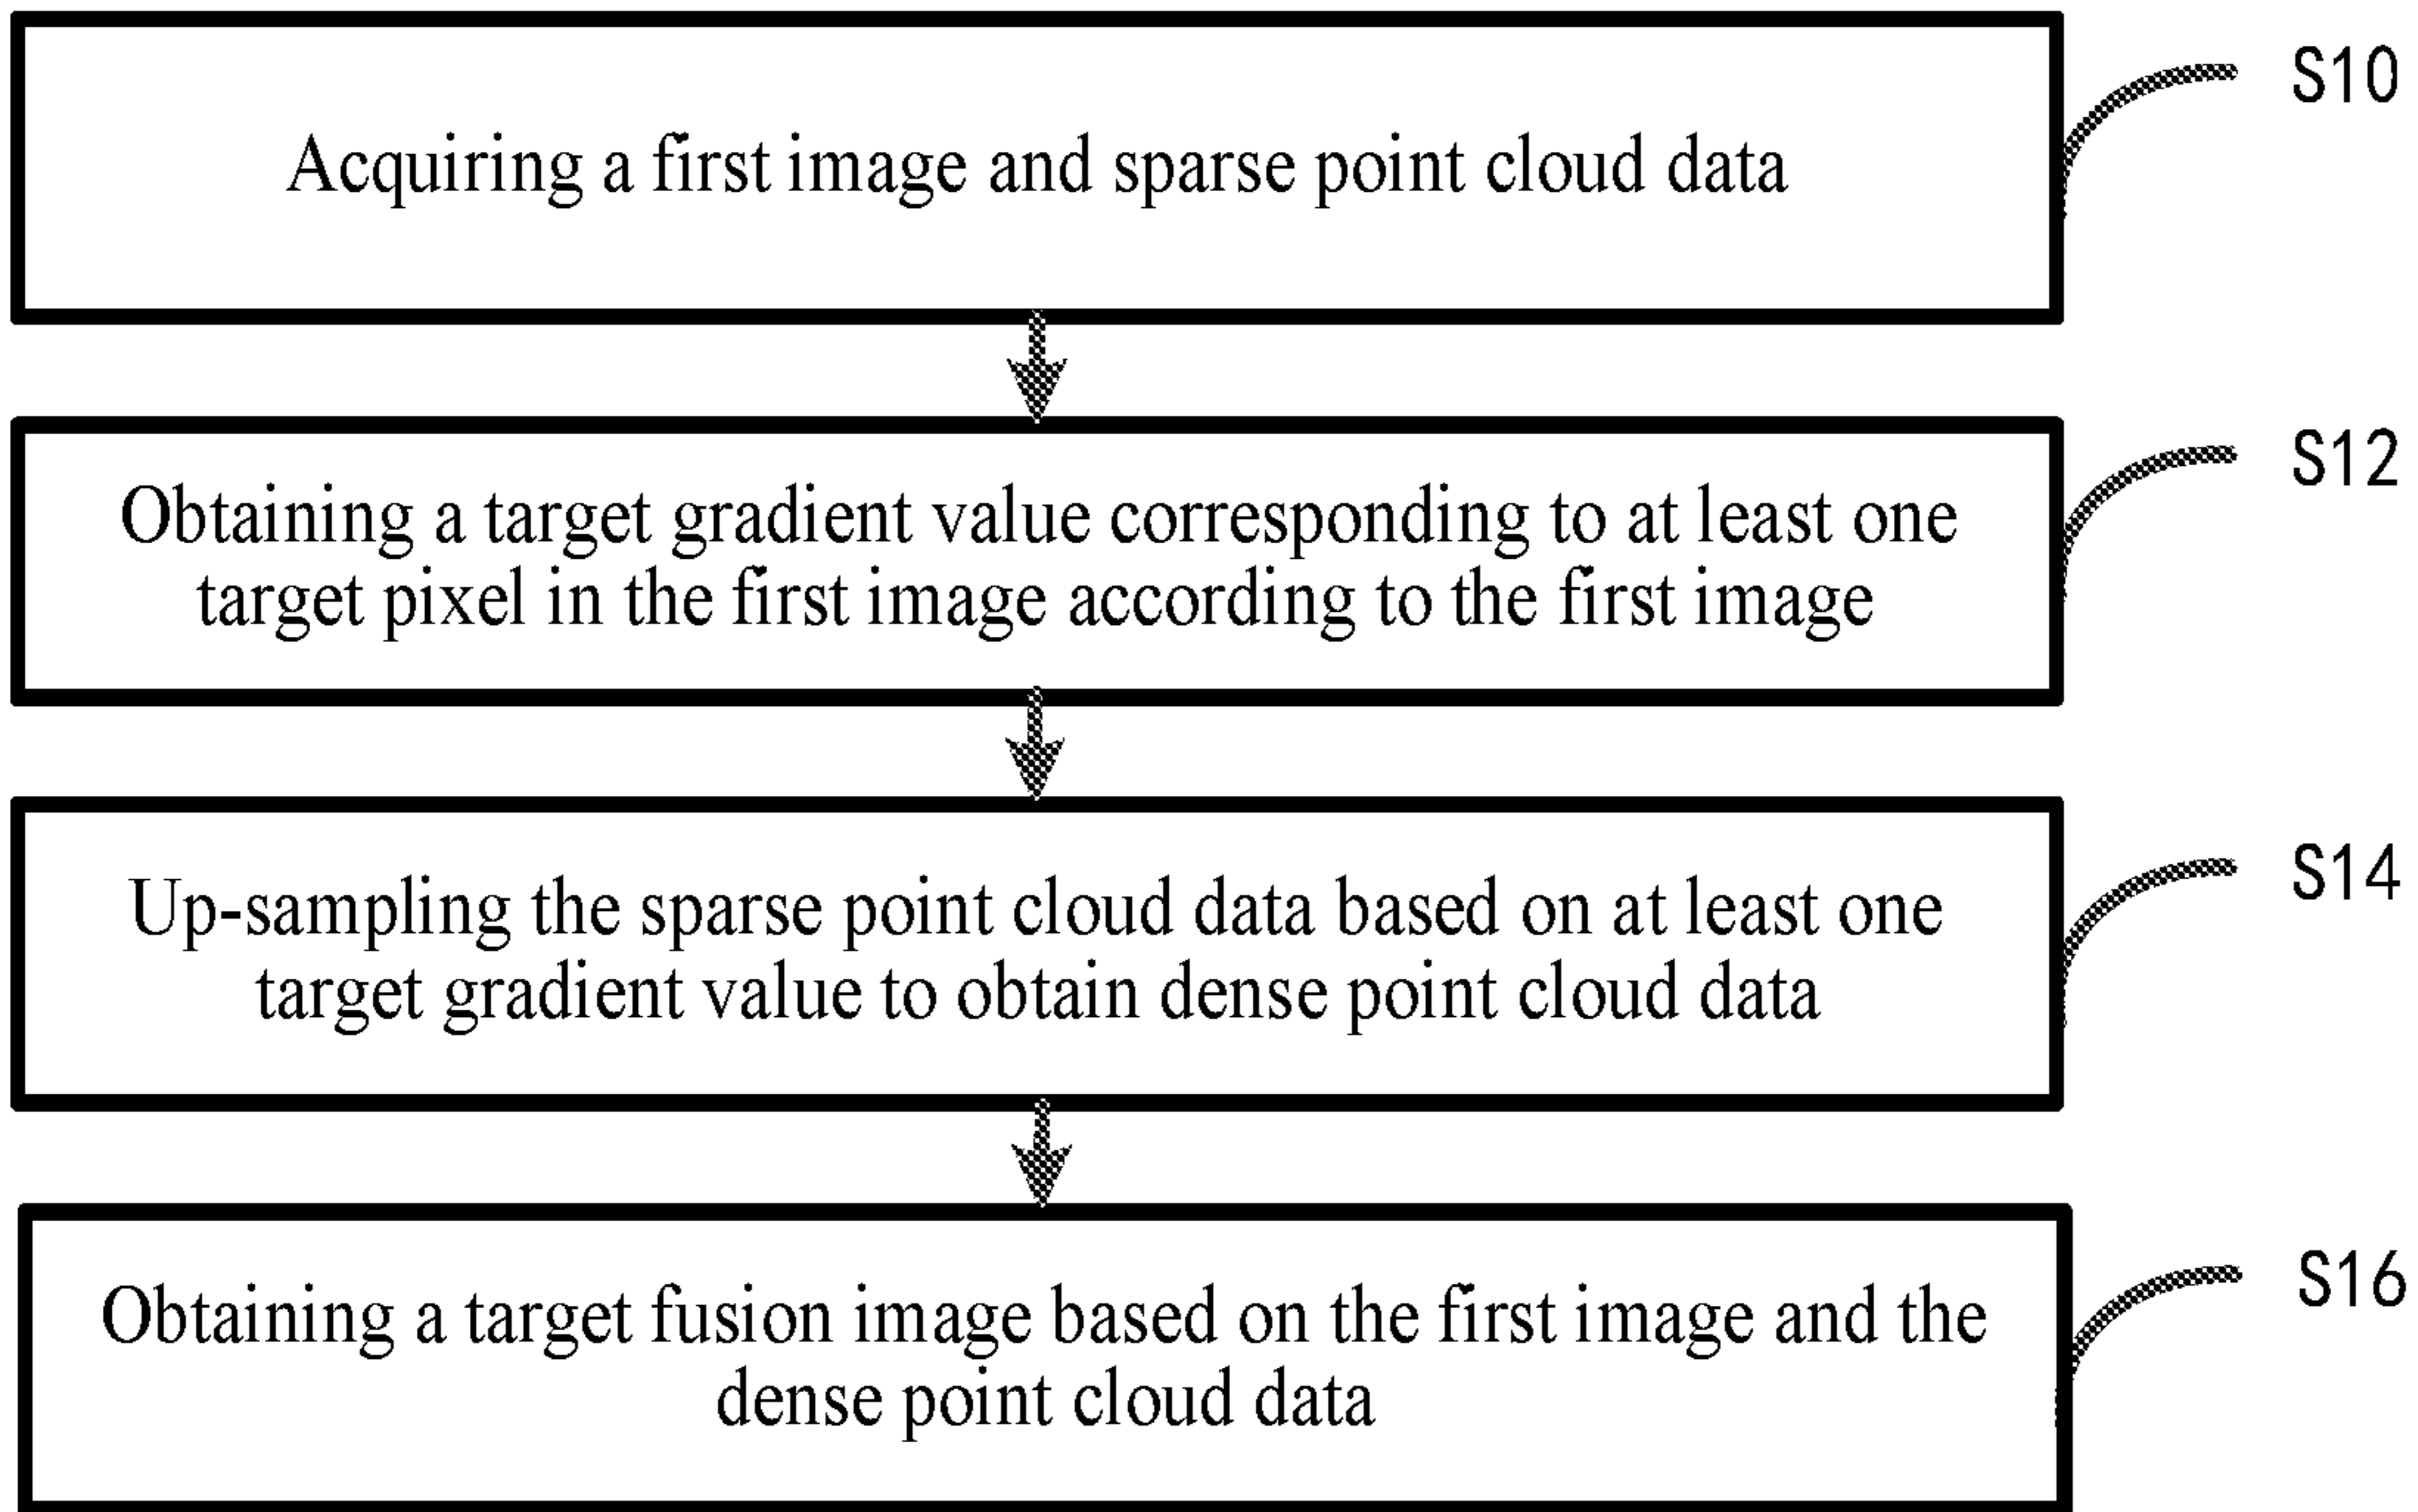 Acquiring a first image and sparse point cloud data
S10
Obtaining a target gradient value corresponding to at least one
target pixel in the first image according to the first image
S12
Up-sampling the sparse point cloud data based on at least one
target gradient value to obtain dense point cloud data
S14
Obtaining a target fusion image based on the first image and the
dense point cloud data
S16